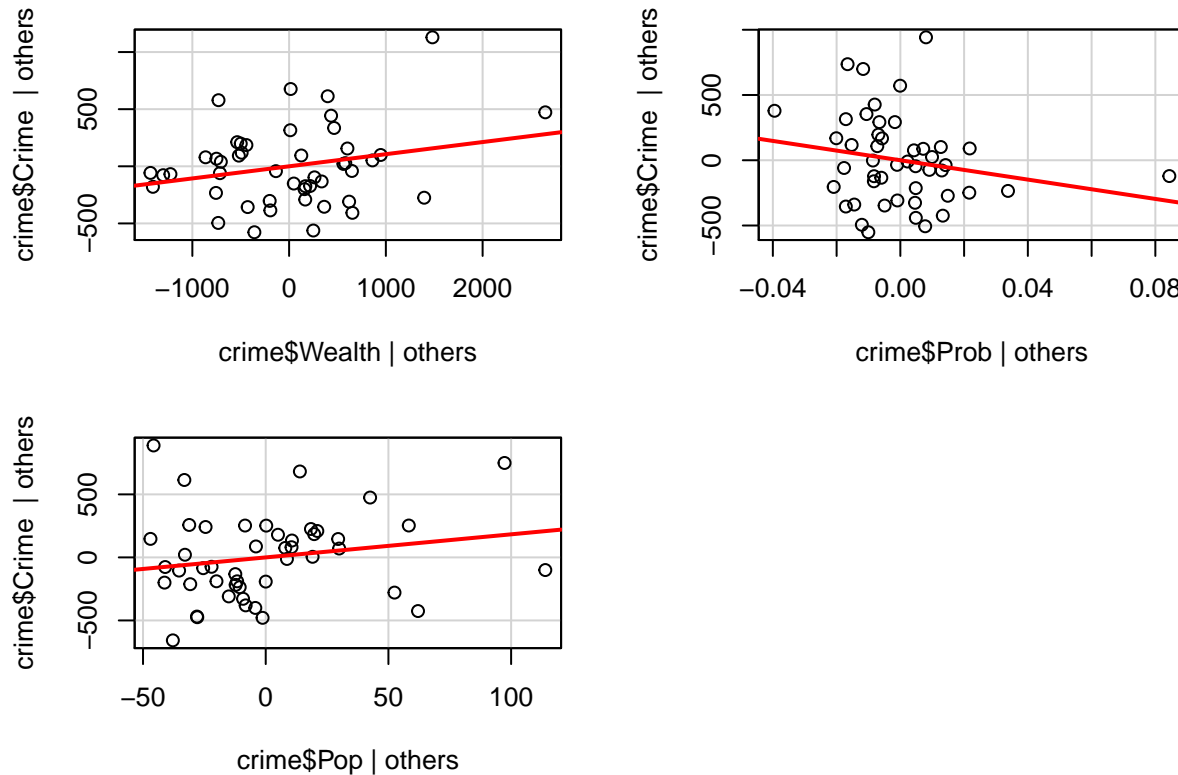 crime$Crime | others
500
−500
−1000 0 1000 2000
crime$Wealth | others
crime$Crime | others
500
0
−500
−0.04 0.00 0.04 0.08
crime$Prob | others
crime$Crime | others
500
0
−500
−50 0 50 100
crime$Pop | others